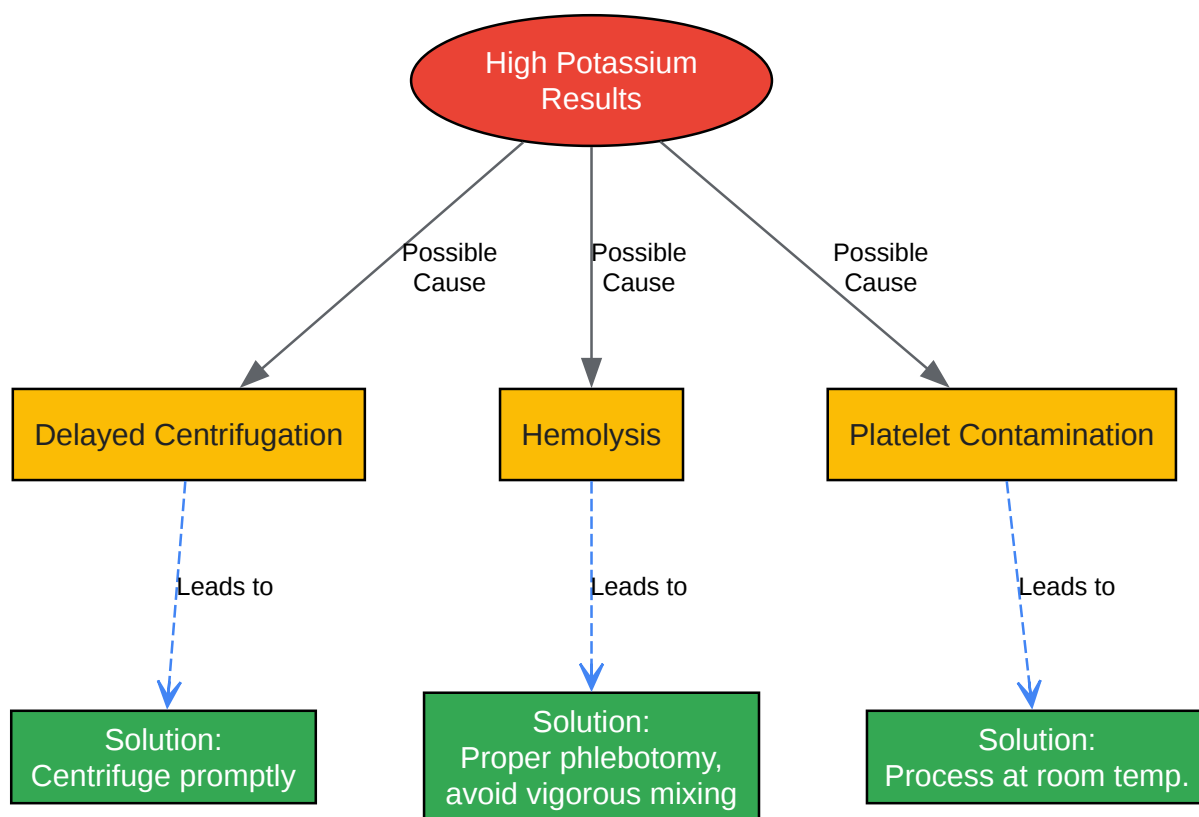 High Potassium
Results
Possible
Cause
Possible
Cause
Possible
Cause
Delayed Centrifugation
Hemolysis
Platelet Contamination
Leads to
Leads to
Leads to
Solution:
Centrifuge promptly
Solution:
Proper phlebotomy,
avoid vigorous mixing
Solution:
Process at room temp.